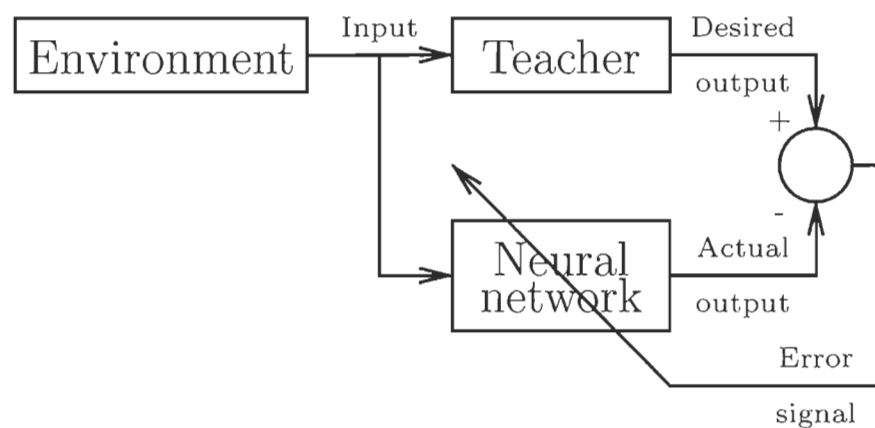 Input
Desired
Environment
Teacher
output
+
-
Neural
network
Actual
output
Error
signal